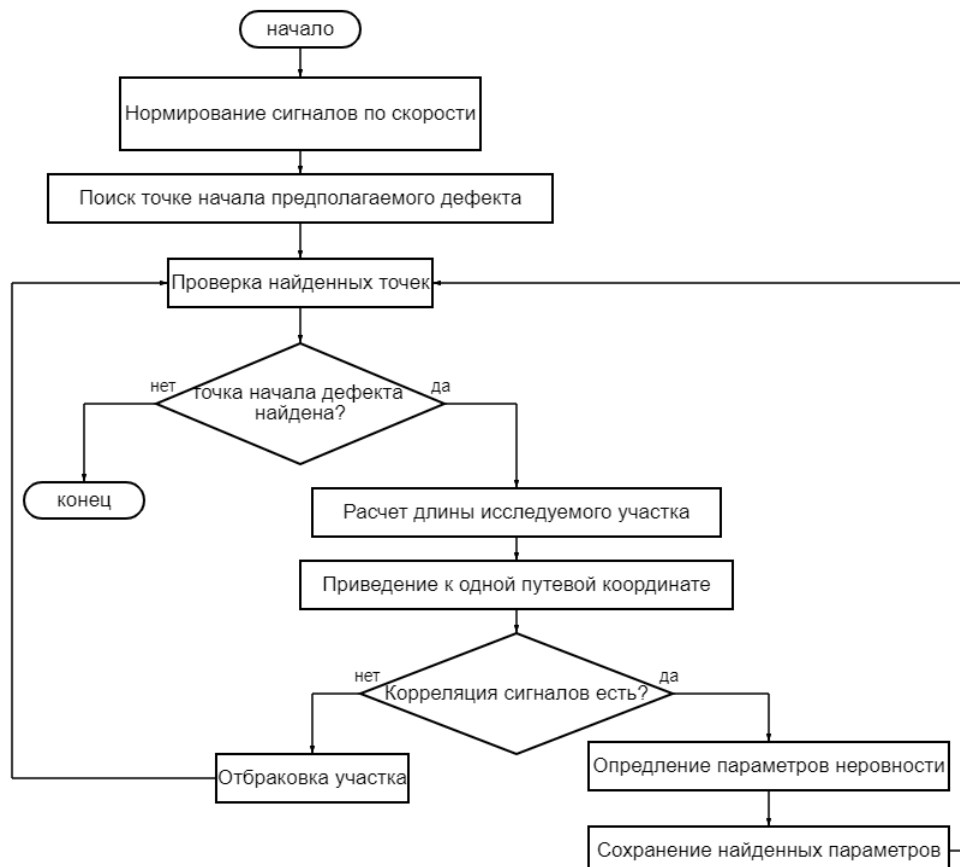 начало
Нормирование сигналов по скорости
Поиск точке начала предполагаемого дефекта
Проверка найденных точек
нет
да
точка начала дефекта
найдена?
конец
Расчет длины исследуемого участка
Приведение к одной путевой координате
нет
да
Корреляция сигналов есть?
Отбраковка участка
Опредление параметров неровности
Сохранение найденных параметров